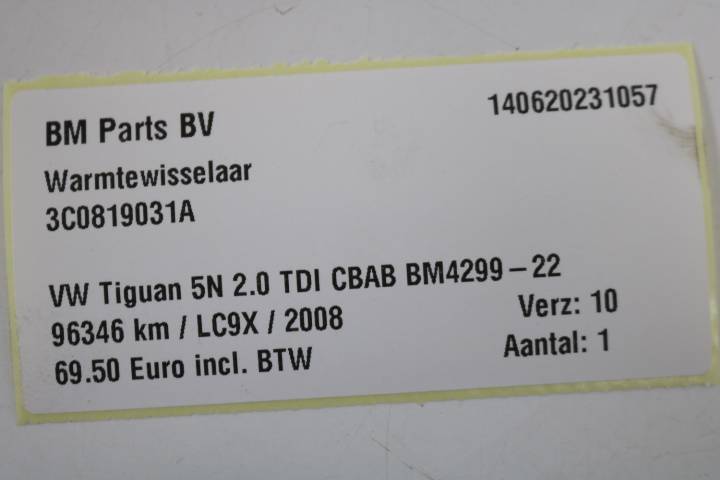 BM Parts BV
140620231057
Warmtewisselaar
3C0819031A
VW Tiguan 5N 2.0 TDI CBAB BM4299-22
96346 km / LC9X / 2008
Verz: 10
69.50 Euro incl. BTW
Aantal: 1